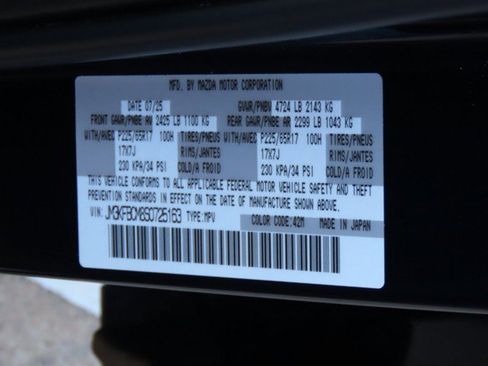 MFD. BY MAZDA MOTOR CORPORATION
DATE 07/25 GVWR/PNBV 4724 LB 2143 KG
FRONT GAWR/PNBE AV 2425 LB 1100 KG REAR GAWR/PNBE AR 2299 LB 1043 KG
WITH/AVEC P225/65R17 100H TIRES/PNEUS WITH/AVEC P225/65R17 100H TIRES/PNEUS
17X7J RIMS/JANTES 17X7J RIMS/JANTES
230 KPA/34 PSI COLD/A FROID 230 KPA/34 PSI COLD/A FROID
THIS VEHICLE CONFORMS TO ALL APPLICABLE FEDERAL MOTOR VEHICLE SAFETY AND THEFT
PREVENTION STANDARDS IN EFFECT ON THE DATE OF MANUFACTURE SHOWN ABOVE.
VIN: TYPE: MPV COLOR CODE: 42M MADE IN JAPAN